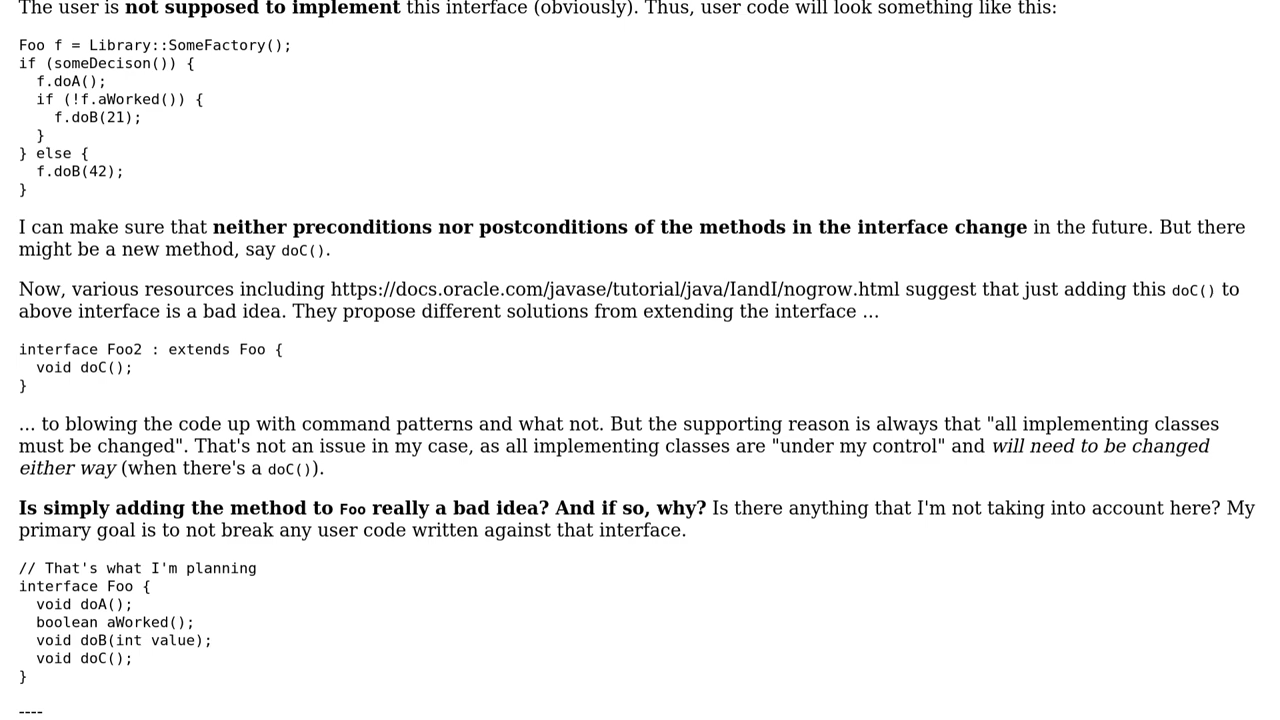 The user is not supposed to implement this interface (obviously). Thus, user code will look something like this:
Foo f = Library::SomeFactory();
if (someDecison()) {
  f.doA();
  if (!f.aWorked()) {
    f.doB(21);
  }
} else {
  f.doB(42);
}
I can make sure that neither preconditions nor postconditions of the methods in the interface change in the future. But there
might be a new method, say doC().
Now, various resources including https://docs.oracle.com/javase/tutorial/java/IandI/nogrow.html suggest that just adding this doC() to
above interface is a bad idea. They propose different solutions from extending the interface ...
interface Foo2 : extends Foo {
  void doC();
}
... to blowing the code up with command patterns and what not. But the supporting reason is always that "all implementing classes
must be changed". That's not an issue in my case, as all implementing classes are "under my control" and will need to be changed
either way (when there's a doC()).
Is simply adding the method to Foo really a bad idea? And if so, why? Is there anything that I'm not taking into account here? My
primary goal is to not break any user code written against that interface.
// That's what I'm planning
interface Foo {
  void doA();
  boolean aWorked();
  void doB(int value);
  void doC();
}
----